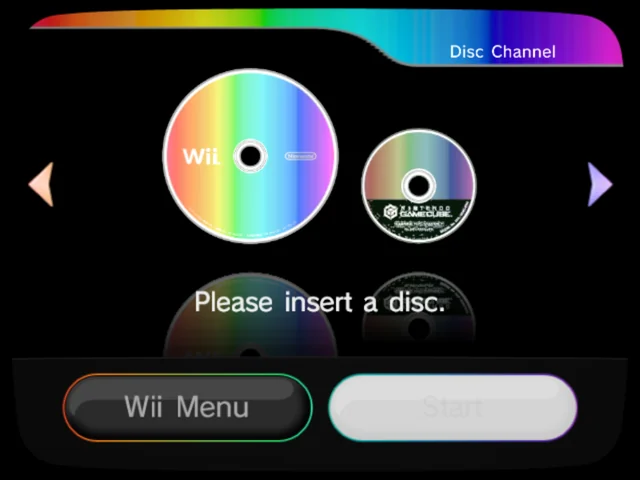 Disc Channel
Wii
Nintendo
NINTENDO
GAMECUBE
Please insert a disc.
Wii Menu
Start